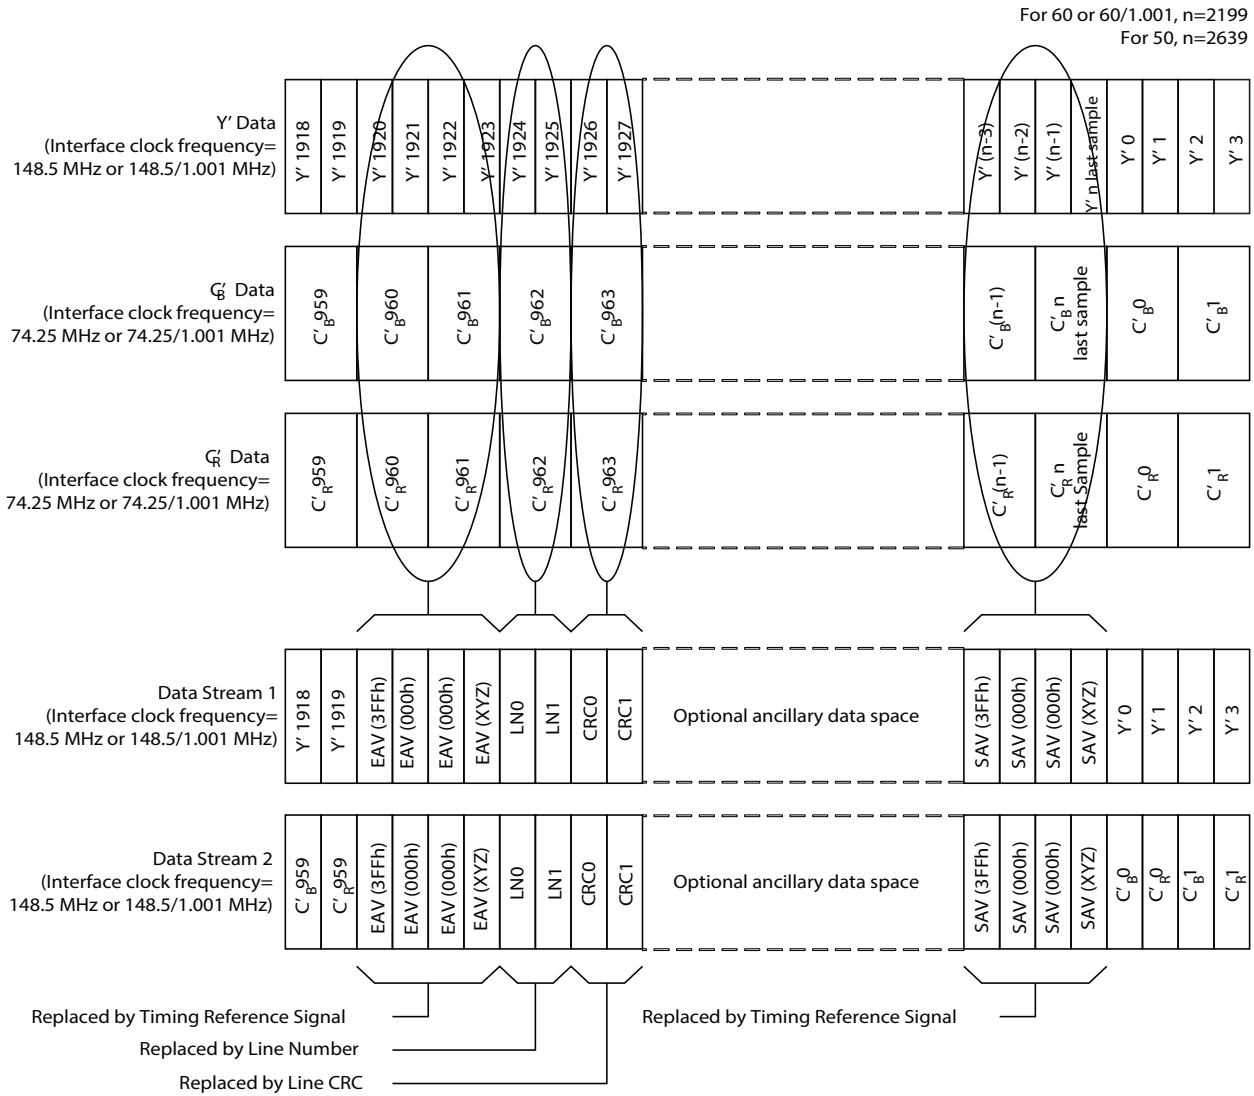 For 60 or 60/1.001, n=2199
For 50, n=2639
Y' Data
(Interface clock frequency=
148.5 MHz or 148.5/1.001 MHz)
Y' 1918
Y' 1919
Y' 1920
Y' 1921
Y' 1922
Y' 1923
Y' 1924
Y' 1925
Y' 1926
Y' 1927
Y' (n-3)
Y' (n-2)
Y' (n-1)
Y' n last sample
Y' 0
Y' 1
Y' 2
Y' 3
C'B Data
(Interface clock frequency=
74.25 MHz or 74.25/1.001 MHz)
C'B959
C'B960
C'B961
C'B962
C'B963
C'B(n-1)
C'B n
last sample
C'B0
C'B1
C'R Data
(Interface clock frequency=
74.25 MHz or 74.25/1.001 MHz)
C'R959
C'R960
C'R961
C'R962
C'R963
C'R(n-1)
C'R n
last Sample
C'R0
C'R1
Data Stream 1
(Interface clock frequency=
148.5 MHz or 148.5/1.001 MHz)
Y' 1918
Y' 1919
EAV (3FFh)
EAV (000h)
EAV (000h)
EAV (XYZ)
LN0
LN1
CRC0
CRC1
Optional ancillary data space
SAV (3FFh)
SAV (000h)
SAV (000h)
SAV (XYZ)
Y' 0
Y' 1
Y' 2
Y' 3
Data Stream 2
(Interface clock frequency=
148.5 MHz or 148.5/1.001 MHz)
C'B959
C'R959
EAV (3FFh)
EAV (000h)
EAV (000h)
EAV (XYZ)
LN0
LN1
CRC0
CRC1
Optional ancillary data space
SAV (3FFh)
SAV (000h)
SAV (000h)
SAV (XYZ)
C'B0
C'R0
C'B1
C'R1
Replaced by Timing Reference Signal
Replaced by Timing Reference Signal
Replaced by Line Number
Replaced by Line CRC